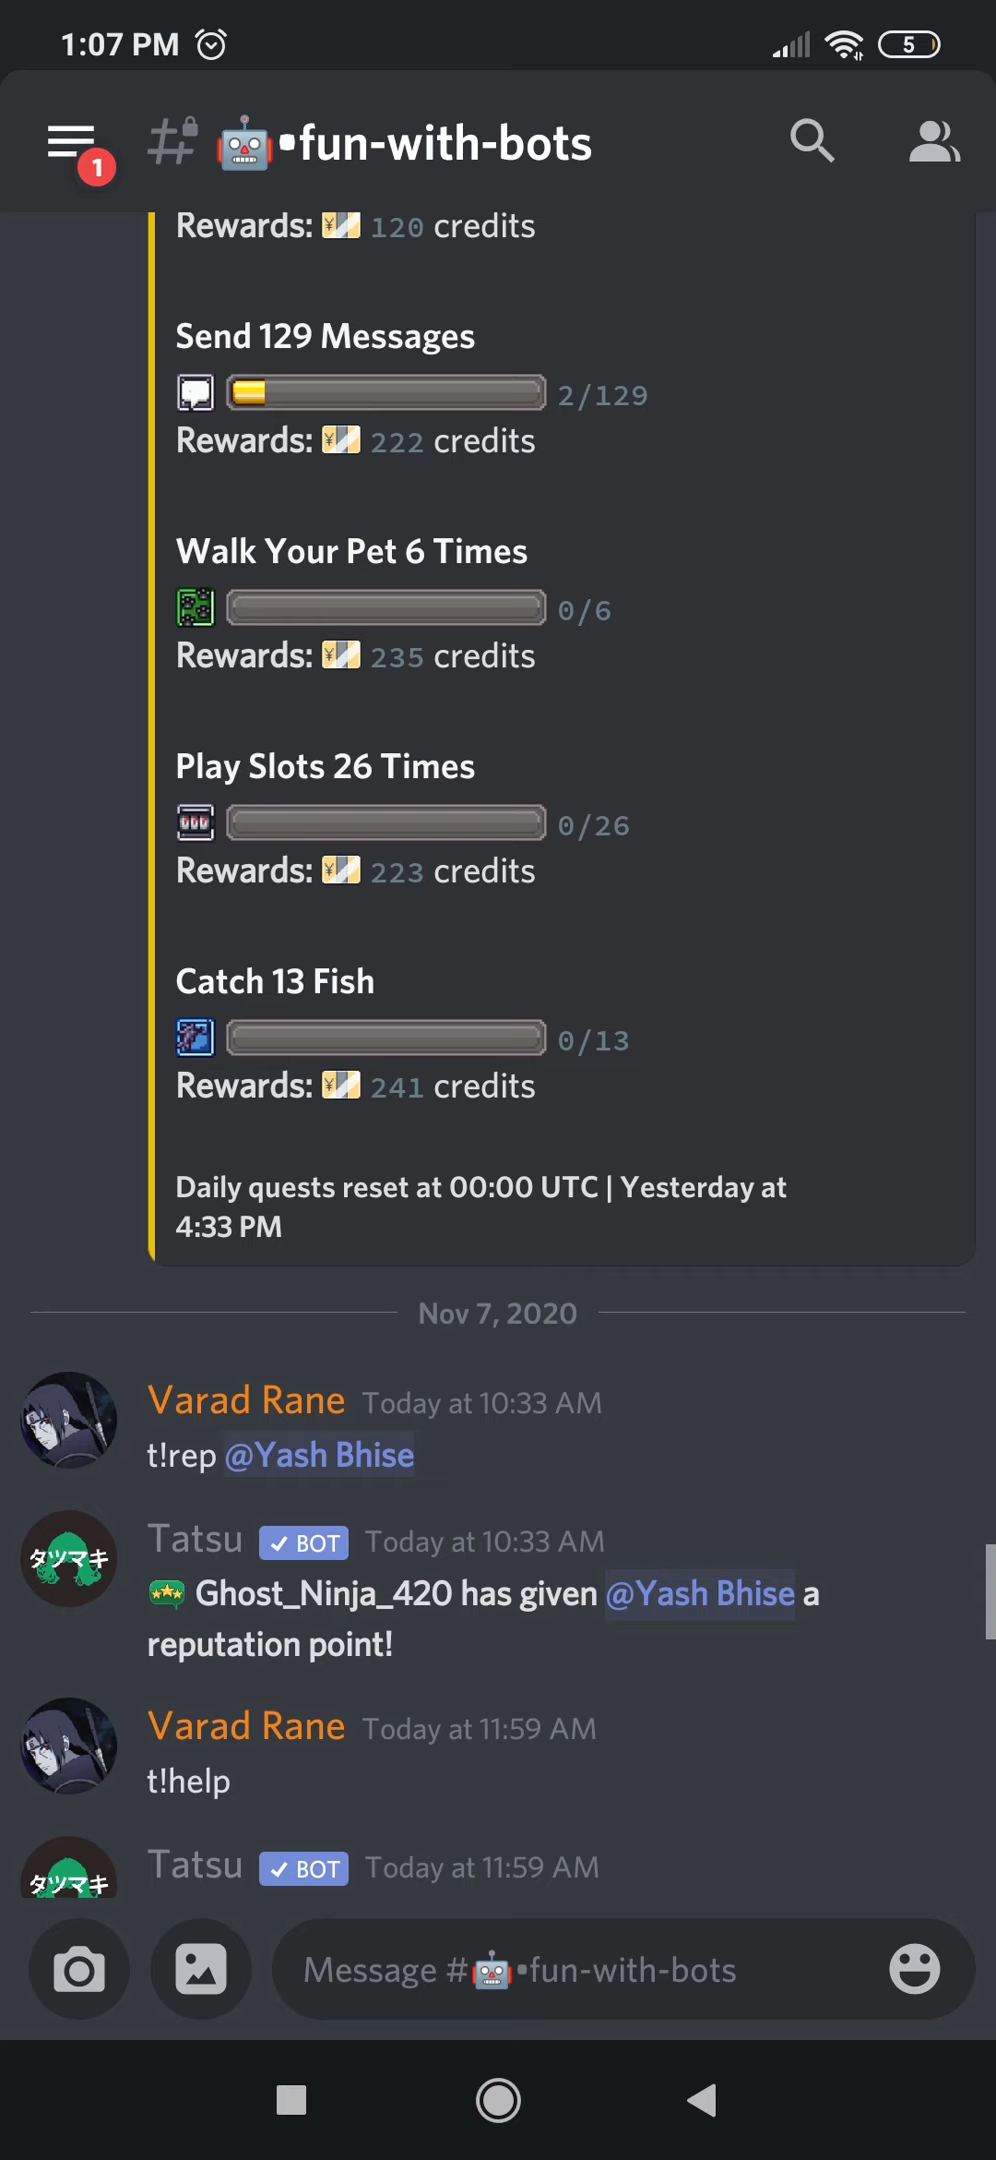 1:07 PM
5
1
🤖•fun-with-bots
Rewards: 120 credits
Send 129 Messages
2/129
Rewards: 222 credits
Walk Your Pet 6 Times
0/6
Rewards: 235 credits
Play Slots 26 Times
0/26
Rewards: 223 credits
Catch 13 Fish
0/13
Rewards: 241 credits
Daily quests reset at 00:00 UTC | Yesterday at
4:33 PM
Nov 7, 2020
Varad Rane Today at 10:33 AM
t!rep @Yash Bhise
タツマキ
Tatsu ✓ BOT Today at 10:33 AM
Ghost_Ninja_420 has given @Yash Bhise a
reputation point!
Varad Rane Today at 11:59 AM
t!help
タツマキ
Tatsu ✓ BOT Today at 11:59 AM
Message #🤖•fun-with-bots